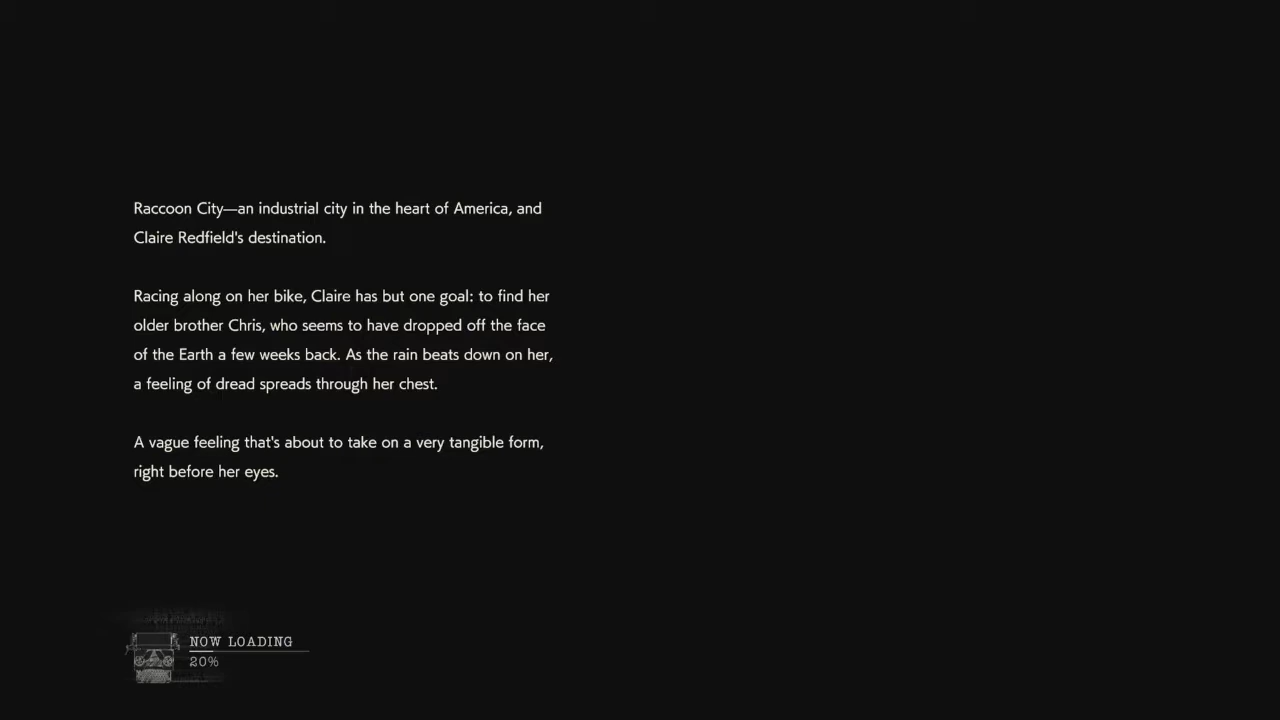 Raccoon City—an industrial city in the heart of America, and
Claire Redfield's destination.
Racing along on her bike, Claire has but one goal: to find her
older brother Chris, who seems to have dropped off the face
of the Earth a few weeks back. As the rain beats down on her,
a feeling of dread spreads through her chest.
A vague feeling that's about to take on a very tangible form,
right before her eyes.
NOW LOADING
20%